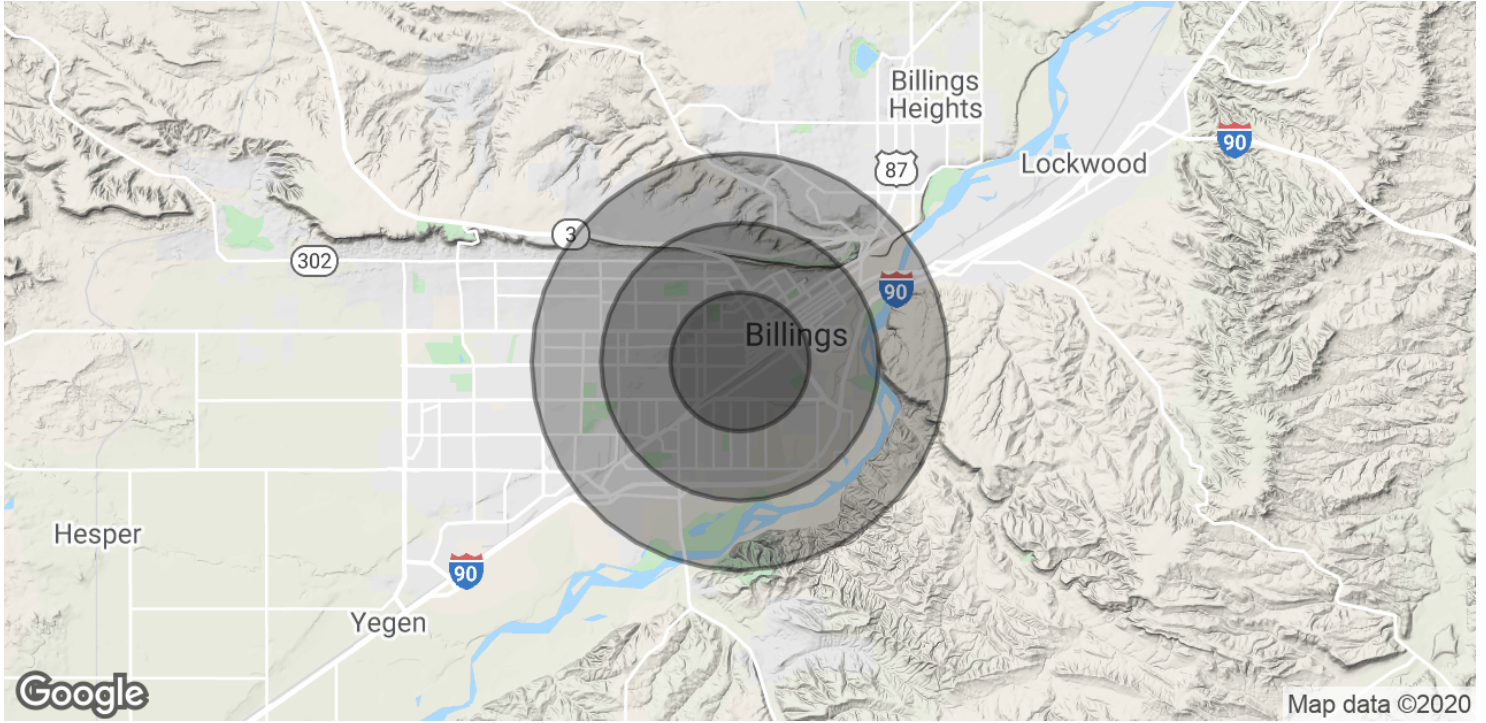 Billings
Heights
87
Lockwood
90
3
302
90
Billings
Hesper
90
Yegen
Google
Map data ©2020